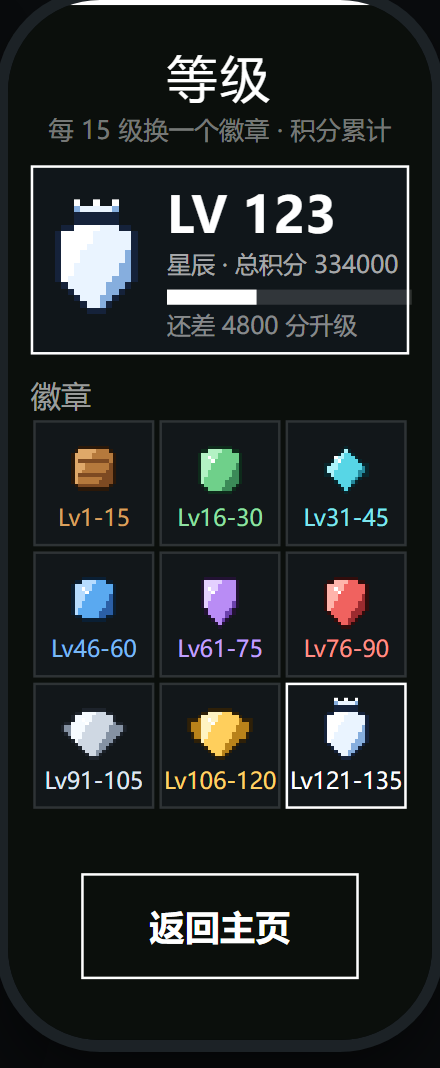 等级
每 15 级换一个徽章 · 积分累计
LV 123
星辰 · 总积分 334000
还差 4800 分升级
徽章
Lv1-15
Lv16-30
Lv31-45
Lv46-60
Lv61-75
Lv76-90
Lv91-105
Lv106-120
Lv121-135
返回主页